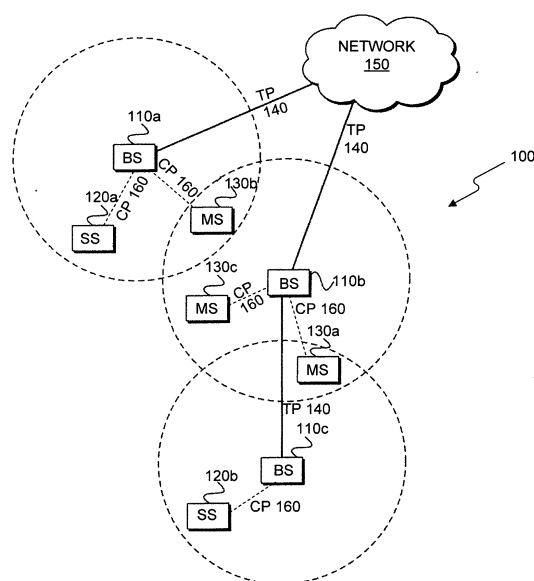 NETWORK
150
TP
140
TP
140
100
110a
BS
CP 160
CP 160
120a
SS
130b
MS
130c
MS
CP
160
BS
110b
CP 160
130a
MS
TP 140
110c
BS
120b
SS
CP 160